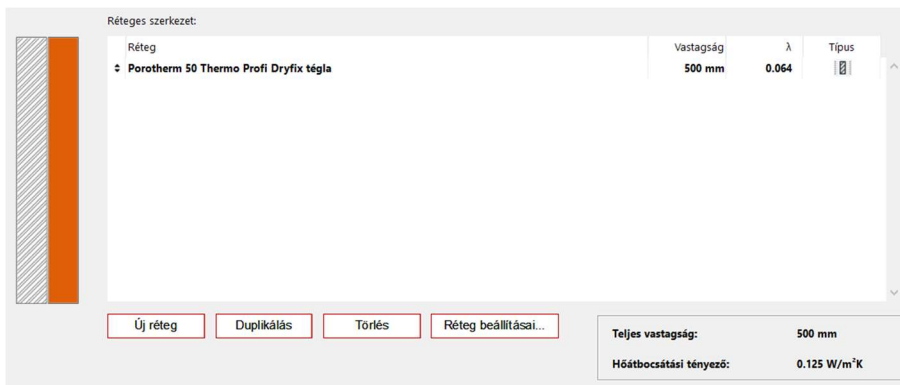 Réteges szerkezet:
Réteg Vastagság λ Típus
Porotherm 50 Thermo Profi Dryfix tégla 500 mm 0.064
Új réteg Duplikálás Törlés Réteg beállításai...
Teljes vastagság: 500 mm
Hőátbocsátási tényező: 0.125 W/m²K